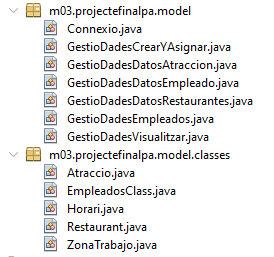 m03.projectefinalpa.model
Connexio.java
GestioDadesCrearYAsignar.java
GestioDadesDatosAtraccion.java
GestioDadesDatosEmpleado.java
GestioDadesDatosRestaurantes.java
GestioDadesEmpleados.java
GestioDadesVisualitzar.java
m03.projectefinalpa.model.classes
Atraccio.java
EmpleadosClass.java
Horari.java
Restaurant.java
ZonaTrabajo.java